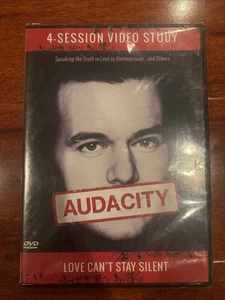 4-SESSION VIDEO STUDY
Speaking the Truth in Love to Homosexuals...and Others
AUDACITY
DVD
LOVE CAN'T STAY SILENT